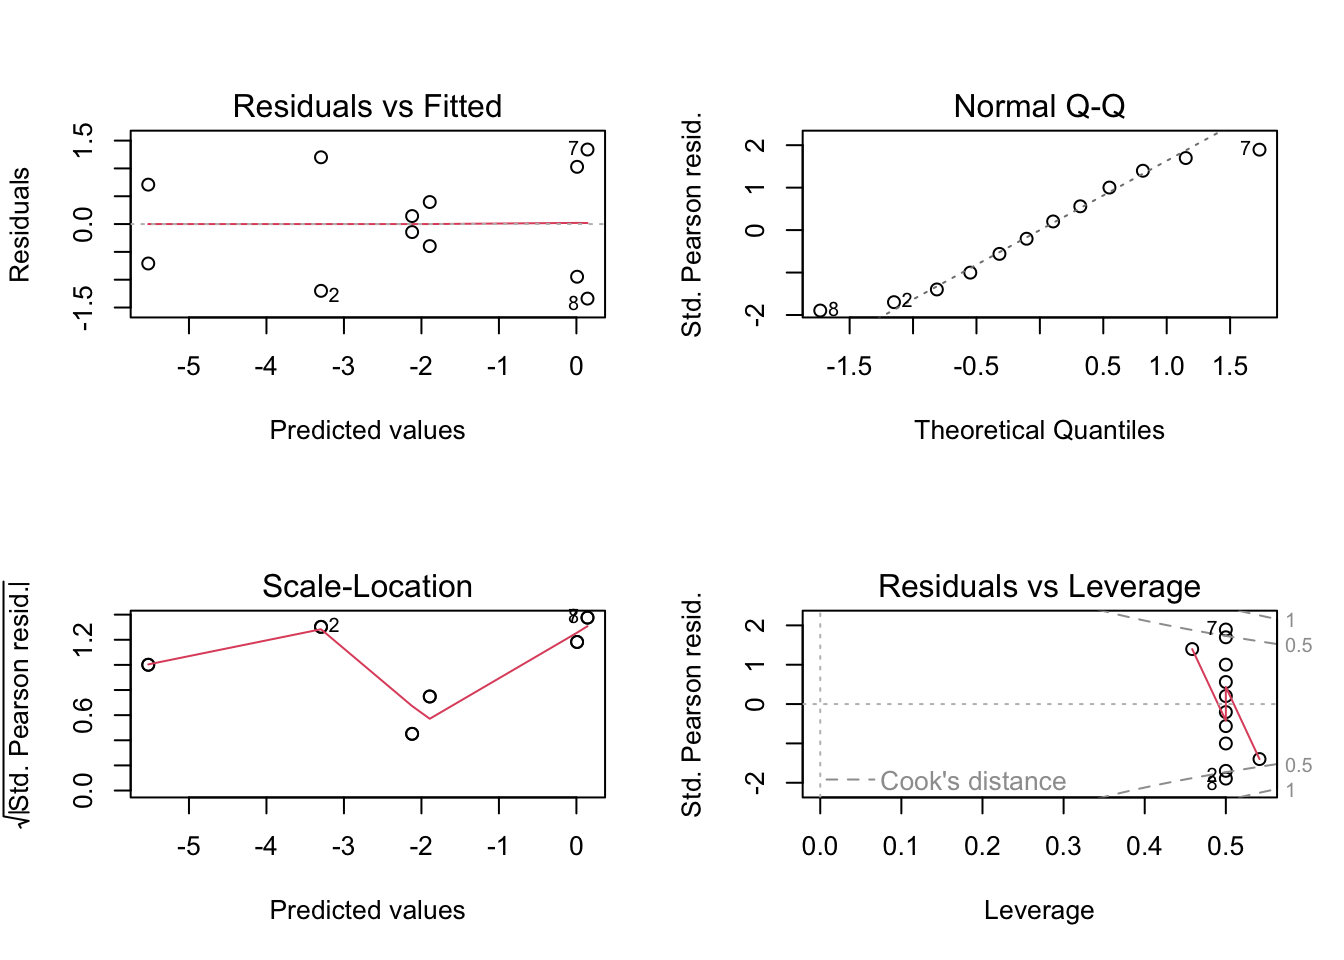 Residuals vs Fitted
Residuals
1.5
0.0
-1.5
7
2
8
-5 -4 -3 -2 -1 0
Predicted values
Normal Q-Q
Std. Pearson resid.
2
1
0
-2
7
2
8
-1.5 -0.5 0.5 1.0 1.5
Theoretical Quantiles
Scale-Location
√|Std. Pearson resid.|
1.2
0.6
0.0
2
8
-5 -4 -3 -2 -1 0
Predicted values
Residuals vs Leverage
Std. Pearson resid.
2
1
0
-2
7
2
8
1
0.5
0.5
1
Cook's distance
0.0 0.1 0.2 0.3 0.4 0.5
Leverage